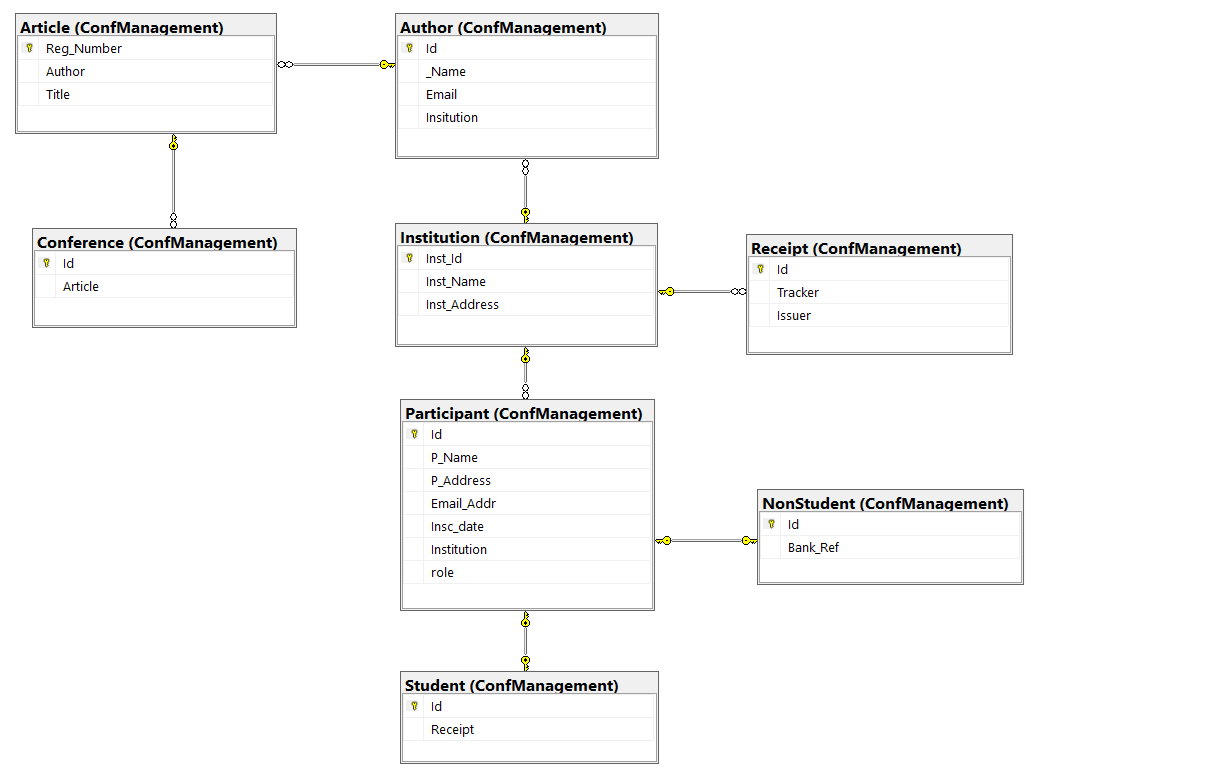 Article (ConfManagement)
Reg_Number
Author
Title
Author (ConfManagement)
Id
_Name
Email
Insitution
Conference (ConfManagement)
Id
Article
Institution (ConfManagement)
Inst_Id
Inst_Name
Inst_Address
Receipt (ConfManagement)
Id
Tracker
Issuer
Participant (ConfManagement)
Id
P_Name
P_Address
Email_Addr
Insc_date
Institution
role
NonStudent (ConfManagement)
Id
Bank_Ref
Student (ConfManagement)
Id
Receipt